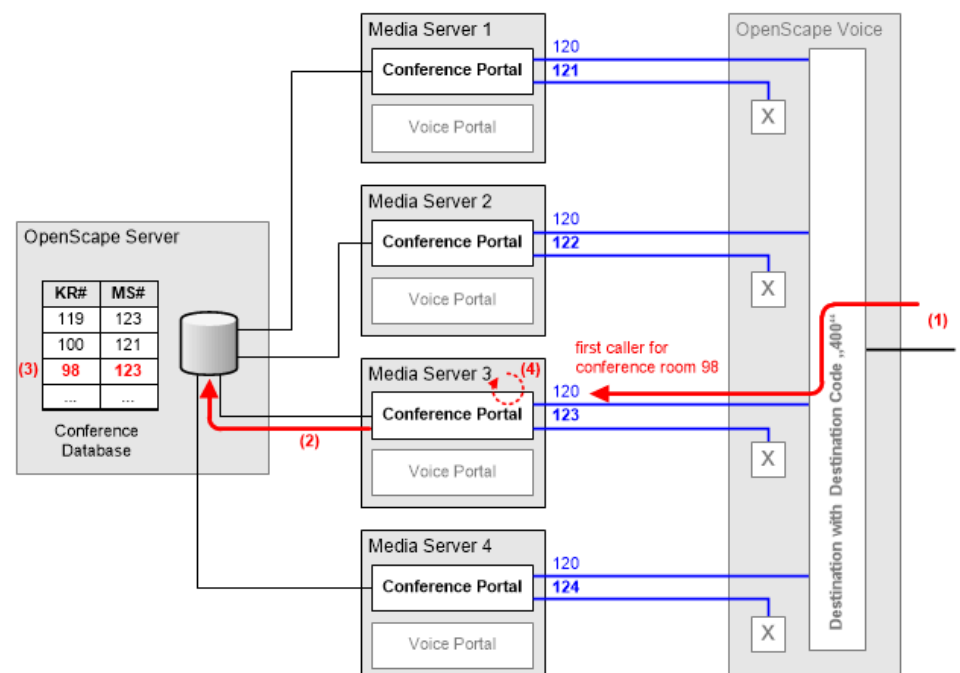 Media Server 1
Conference Portal
Voice Portal
120
121
X
OpenScape Voice
Media Server 2
Conference Portal
Voice Portal
120
122
X
OpenScape Server
KR# MS#
119 123
100 121
(3) 98 123
... ...
Conference
Database
(2)
Media Server 3
(4)
Conference Portal
Voice Portal
120
123
X
first caller for
conference room 98
(1)
Destination with Destination Code „400“
Media Server 4
Conference Portal
Voice Portal
120
124
X